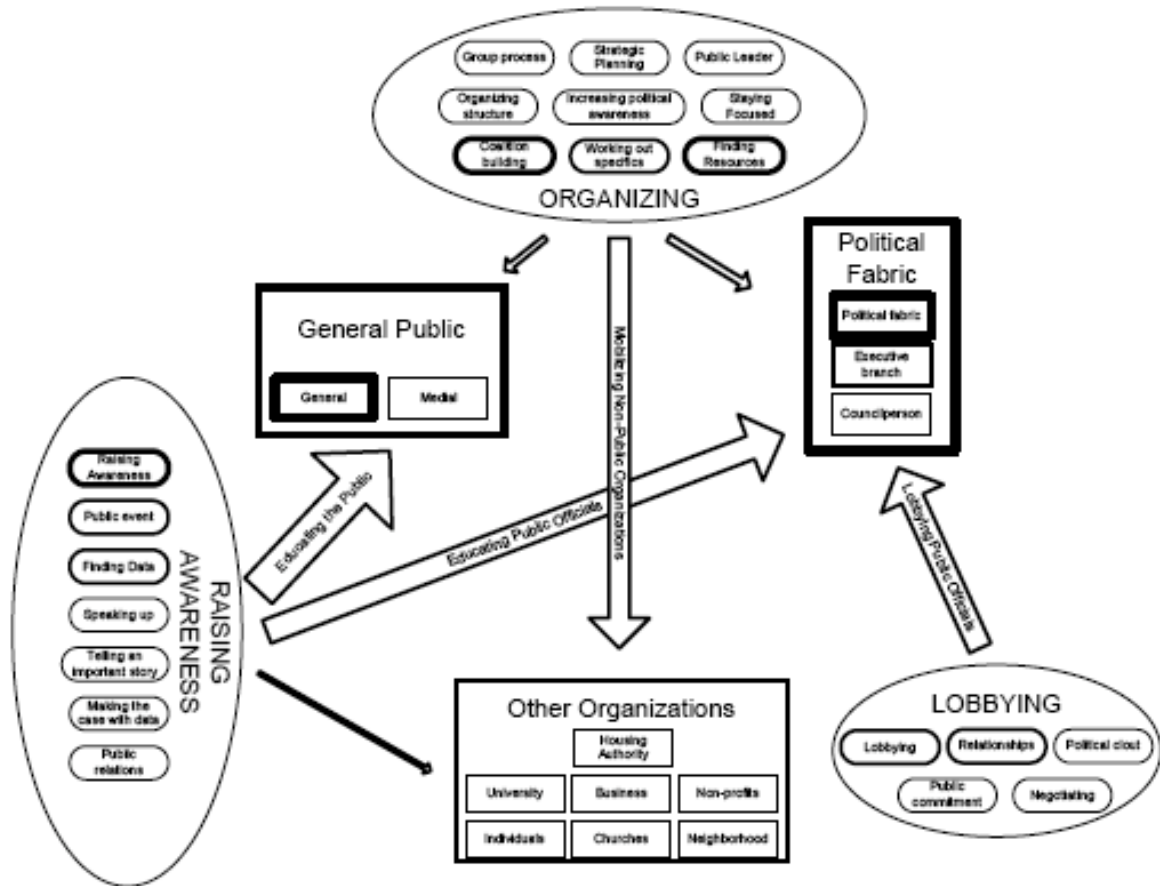 Group process
Strategic
Planning
Public Leader
Organizing
structure
Increasing political
awareness
Staying
Focused
Coalition
building
Working out
specifics
Finding
Resources
ORGANIZING
Political
Fabric
Political fabric
Executive
branch
Councilperson
General Public
General
Medial
Mobilizing Non-Public Organizations
Raising
Awareness
Public event
Finding Data
Speaking up
Telling an
important story
Making the
case with data
Public
relations
RAISING
AWARENESS
Educating the Public
Educating Public Officials
Lobbying Public Officials
Other Organizations
Housing
Authority
University
Business
Non-profits
Individuals
Churches
Neighborhood
LOBBYING
Lobbying
Relationships
Political clout
Public
commitment
Negotiating